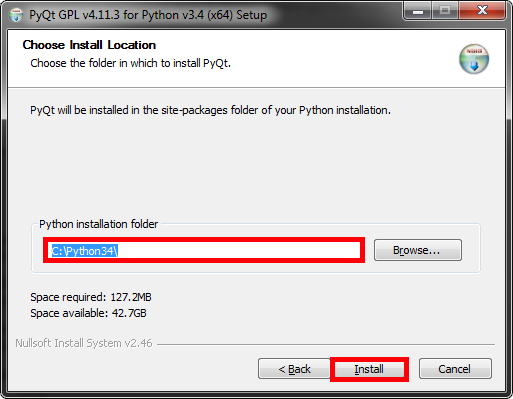 PyQt GPL v4.11.3 for Python v3.4 (x64) Setup
Choose Install Location
Choose the folder in which to install PyQt.
PyQt will be installed in the site-packages folder of your Python installation.
Python installation folder
C:\Python34\
Browse...
Space required: 127.2MB
Space available: 42.7GB
Nullsoft Install System v2.46
< Back
Install
Cancel